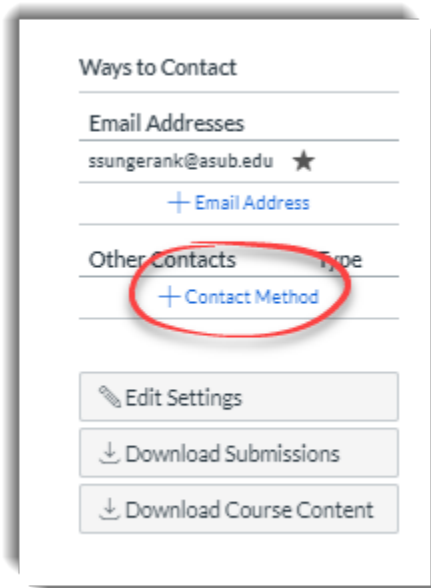 Ways to Contact
Email Addresses
ssungerank@asub.edu ★
+ Email Address
Other Contacts Type
+ Contact Method
Edit Settings
Download Submissions
Download Course Content